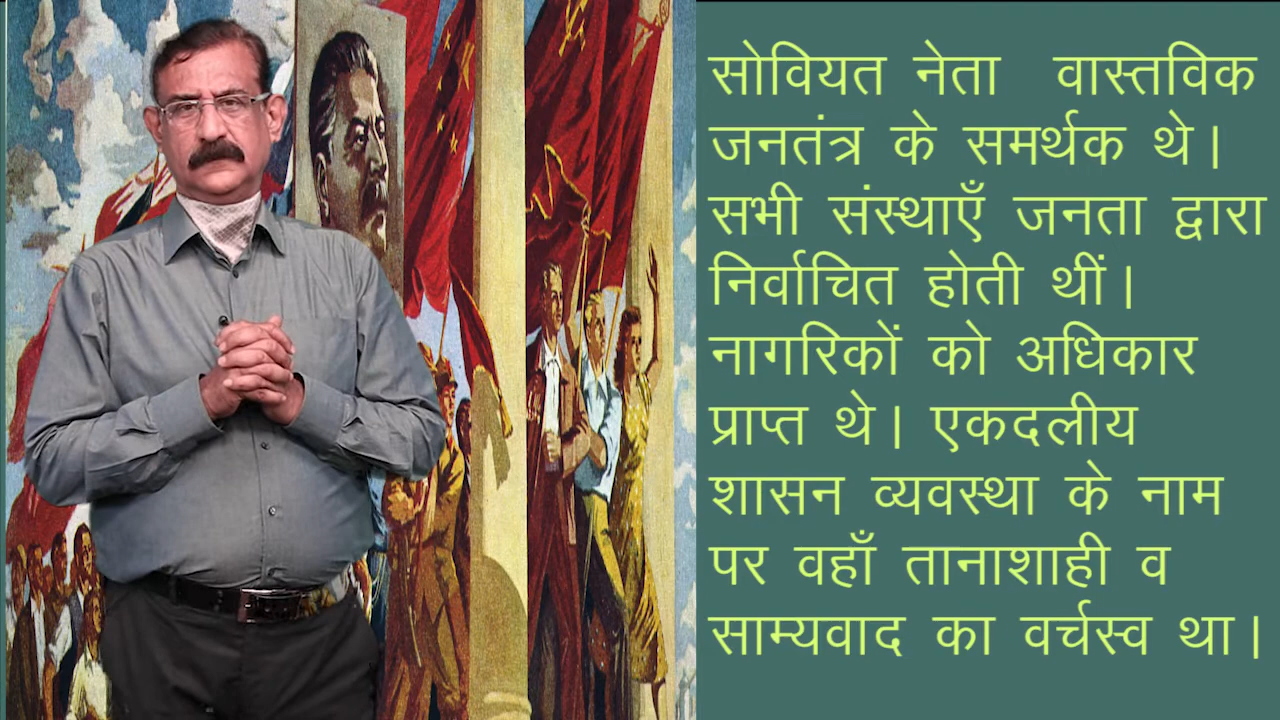 सोवियत नेता वास्तविक
जनतंत्र के समर्थक थे।
सभी संस्थाएँ जनता द्वारा
निर्वाचित होती थीं।
नागरिकों को अधिकार
प्राप्त थे। एकदलीय
शासन व्यवस्था के नाम
पर वहाँ तानाशाही व
साम्यवाद का वर्चस्व था।